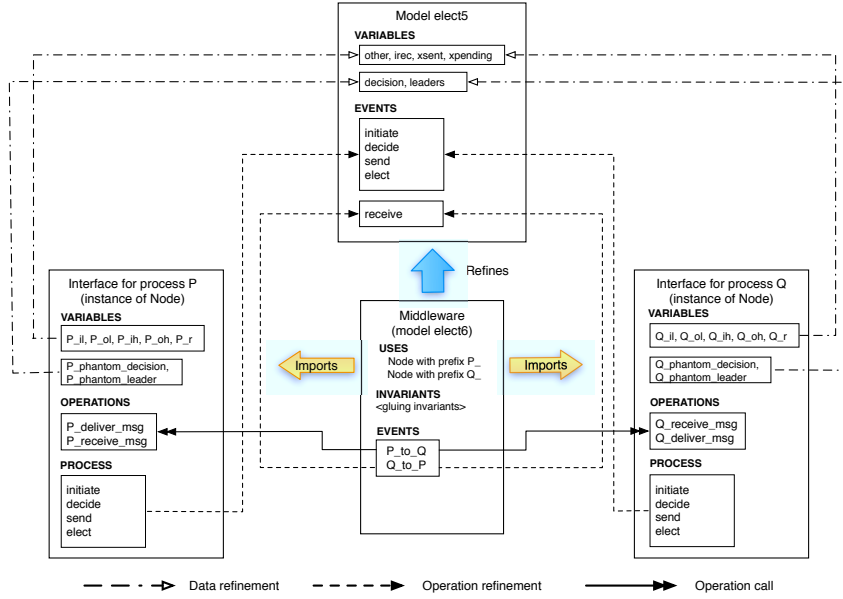 Model elect5
VARIABLES
other, irec, xsent, xpending
decision, leaders
EVENTS
initiate
decide
send
elect
receive
Refines
Interface for process P
(instance of Node)
VARIABLES
P_il, P_ol, P_ih, P_oh, P_r
P_phantom_decision,
P_phantom_leader
OPERATIONS
P_deliver_msg
P_receive_msg
PROCESS
initiate
decide
send
elect
Imports
Middleware
(model elect6)
USES
Node with prefix P_
Node with prefix Q_
INVARIANTS
<gluing invariants>
EVENTS
P_to_Q
Q_to_P
Imports
Interface for process Q
(instance of Node)
VARIABLES
Q_il, Q_ol, Q_ih, Q_oh, Q_r
Q_phantom_decision,
Q_phantom_leader
OPERATIONS
Q_receive_msg
Q_deliver_msg
PROCESS
initiate
decide
send
elect
Data refinement
Operation refinement
Operation call